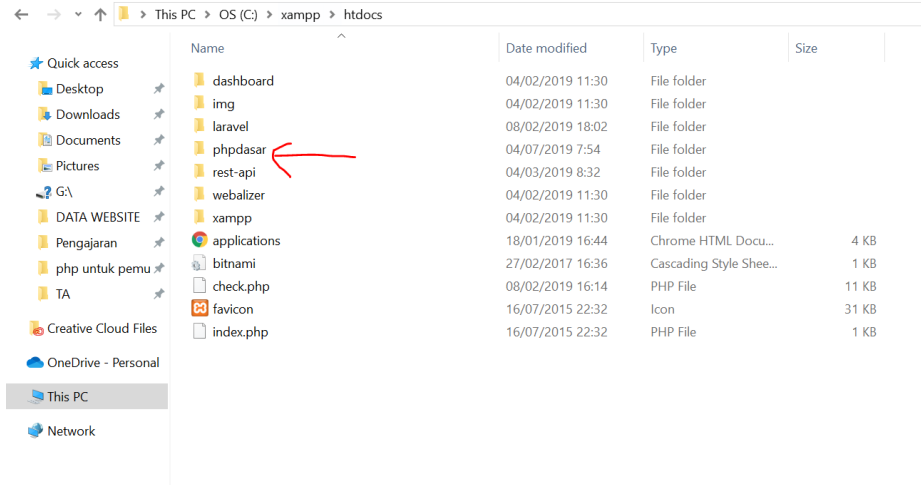 This PC > OS (C:) > xampp > htdocs
Name Date modified Type Size
Quick access
Desktop
Downloads
Documents
Pictures
G:\
DATA WEBSITE
Pengajaran
php untuk pemu
TA
Creative Cloud Files
OneDrive - Personal
This PC
Network
dashboard 04/02/2019 11:30 File folder
img 04/02/2019 11:30 File folder
laravel 08/02/2019 18:02 File folder
phpdasar 04/07/2019 7:54 File folder
rest-api 04/03/2019 8:32 File folder
webalizer 04/02/2019 11:30 File folder
xampp 04/02/2019 11:30 File folder
applications 18/01/2019 16:44 Chrome HTML Docu... 4 KB
bitnami 27/02/2017 16:36 Cascading Style Shee... 1 KB
check.php 08/02/2019 16:14 PHP File 11 KB
favicon 16/07/2015 22:32 Icon 31 KB
index.php 16/07/2015 22:32 PHP File 1 KB